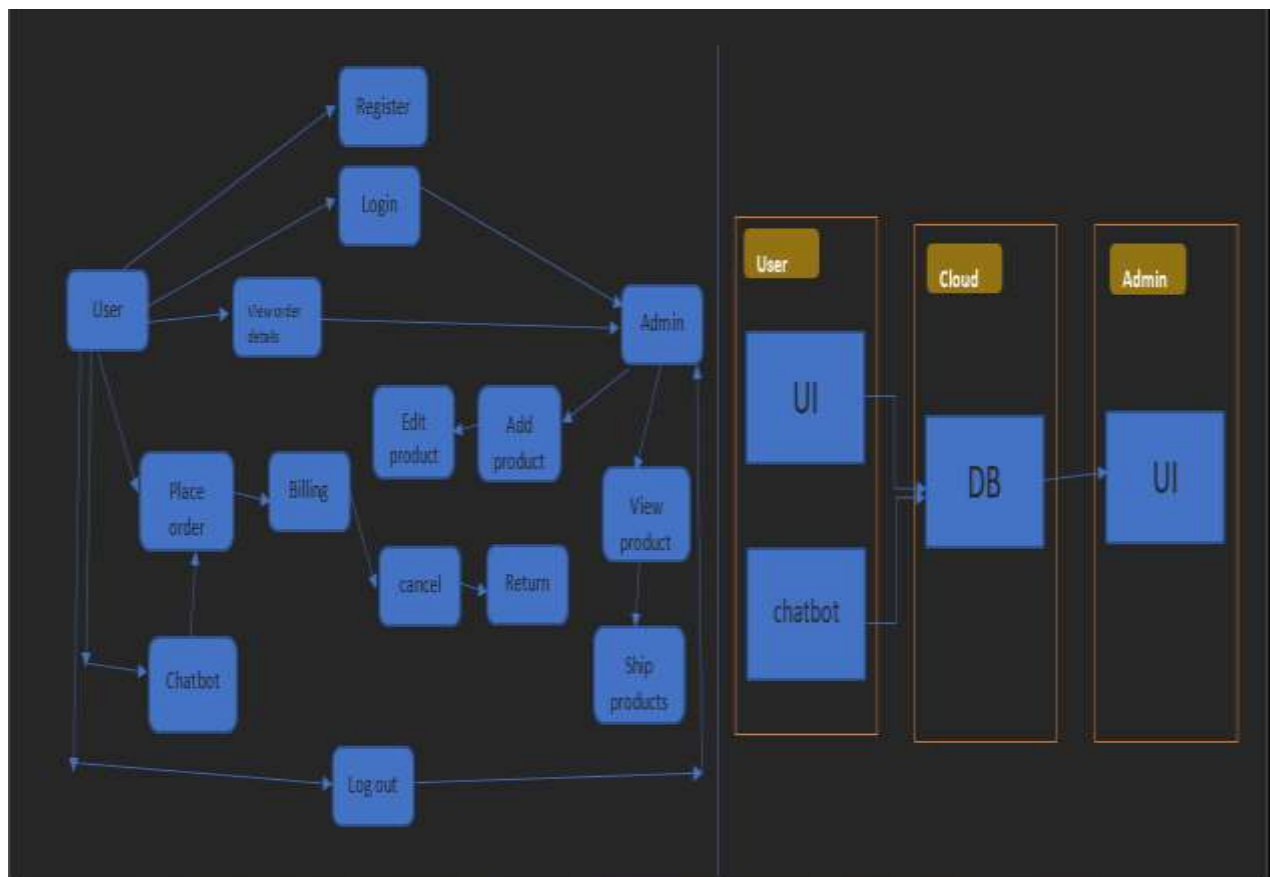 Register
Login
User
View order
details
Admin
Edit
product
Add
product
Place
order
Billing
View
product
cancel
Return
Chatbot
Ship
products
Log out
User
UI
chatbot
Cloud
DB
Admin
UI